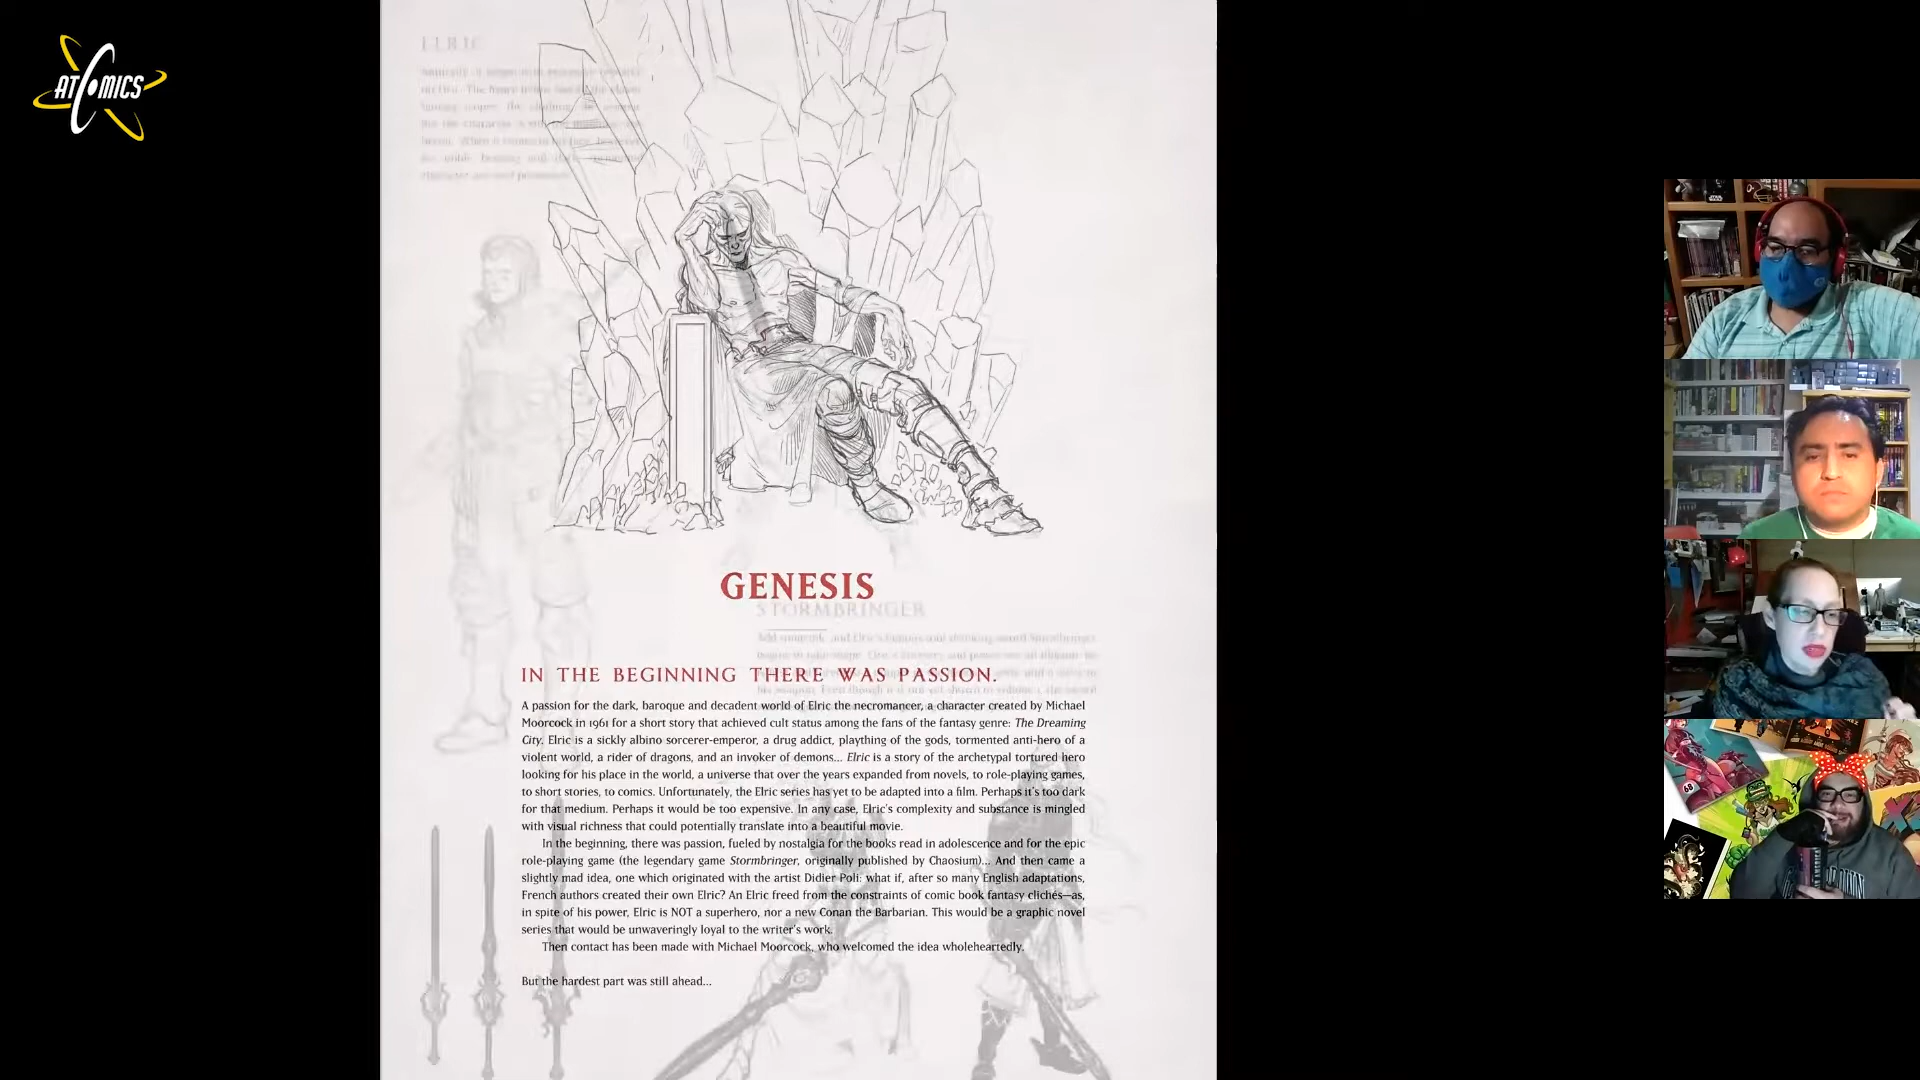 ATCOMICS
ELRIC
GENESIS
STORMBRINGER
IN THE BEGINNING THERE WAS PASSION.
A passion for the dark, baroque and decadent world of Elric the necromancer, a character created by Michael
Moorcock in 1961 for a short story that achieved cult status among the fans of the fantasy genre: The Dreaming
City. Elric is a sickly albino sorcerer-emperor, a drug addict, plaything of the gods, tormented anti-hero of a
violent world, a rider of dragons, and an invoker of demons... Elric is a story of the archetypal tortured hero
looking for his place in the world, a universe that over the years expanded from novels, to role-playing games,
to short stories, to comics. Unfortunately, the Elric series has yet to be adapted into a film. Perhaps it's too dark
for that medium. Perhaps it would be too expensive. In any case, Elric's complexity and substance is mingled
with visual richness that could potentially translate into a beautiful movie.
In the beginning, there was passion, fueled by nostalgia for the books read in adolescence and for the epic
role-playing game (the legendary game Stormbringer, originally published by Chaosium)... And then came a
slightly mad idea, one which originated with the artist Didier Poli: what if, after so many English adaptations,
French authors created their own Elric? An Elric freed from the constraints of comic book fantasy clichés—as,
in spite of his power, Elric is NOT a superhero, nor a new Conan the Barbarian. This would be a graphic novel
series that would be unwaveringly loyal to the writer's work.
Then contact has been made with Michael Moorcock, who welcomed the idea wholeheartedly.
But the hardest part was still ahead...